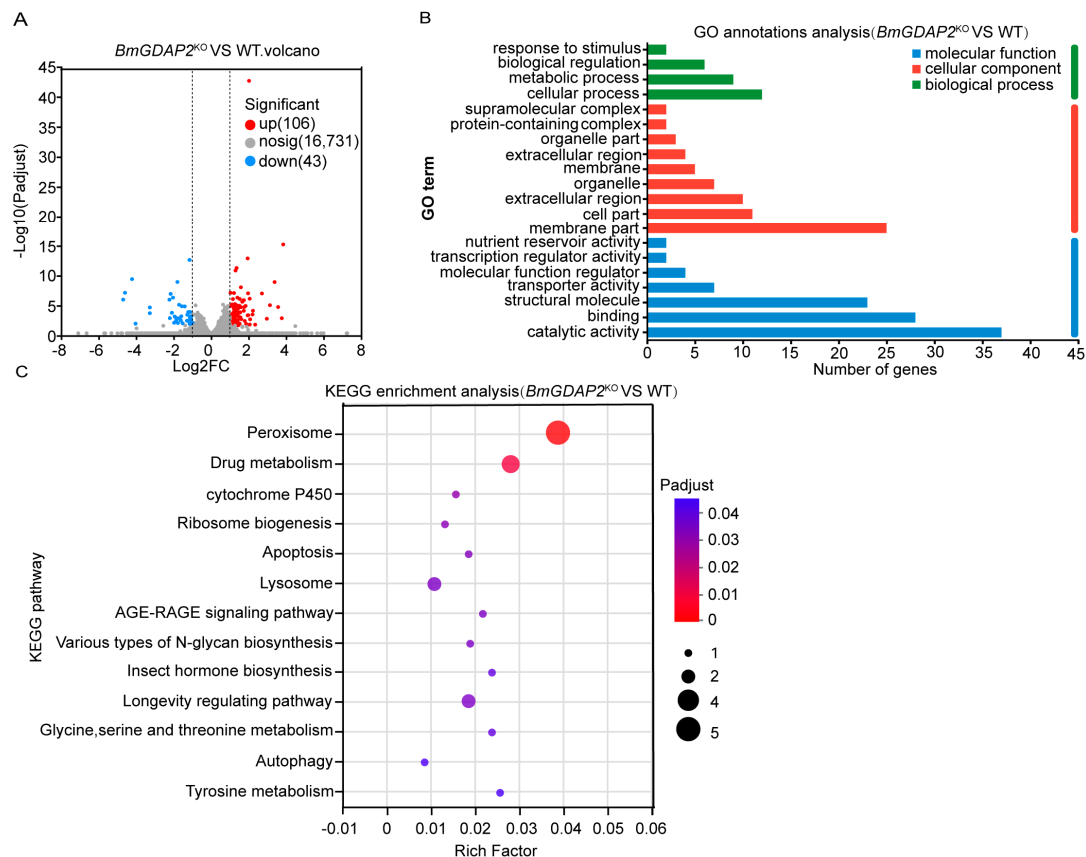 A
BmGDAP2KO VS WT.volcano
-Log10(Padjust)
45
40
35
30
25
20
15
10
5
0
Significant
up(106)
nosig(16,731)
down(43)
-8 -6 -4 -2 0 2 4 6 8
Log2FC
B
GO annotations analysis(BmGDAP2KO VS WT)
GO term
response to stimulus
biological regulation
metabolic process
cellular process
supramolecular complex
protein-containing complex
organelle part
extracellular region
membrane
organelle
extracellular region
cell part
membrane part
nutrient reservoir activity
transcription regulator activity
molecular function regulator
transporter activity
structural molecule
binding
catalytic activity
molecular function
cellular component
biological process
0 5 10 15 20 25 30 35 40 45
Number of genes
C
KEGG enrichment analysis(BmGDAP2KO VS WT)
KEGG pathway
Peroxisome
Drug metabolism
cytochrome P450
Ribosome biogenesis
Apoptosis
Lysosome
AGE-RAGE signaling pathway
Various types of N-glycan biosynthesis
Insect hormone biosynthesis
Longevity regulating pathway
Glycine,serine and threonine metabolism
Autophagy
Tyrosine metabolism
-0.01 0 0.01 0.02 0.03 0.04 0.05 0.06
Rich Factor
Padjust
0.04
0.03
0.02
0.01
0
1
2
4
5